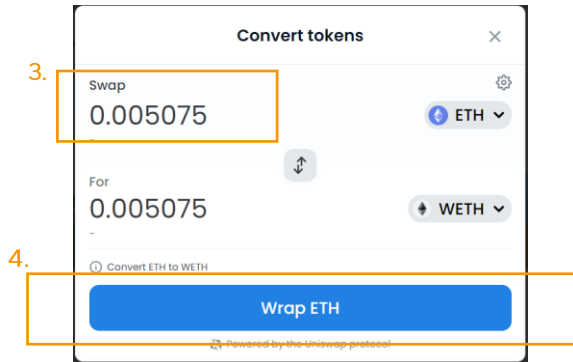 Convert tokens
3.
Swap
0.005075
ETH
-
For
0.005075
WETH
-
Convert ETH to WETH
4.
Wrap ETH
Powered by the Uniswap protocol